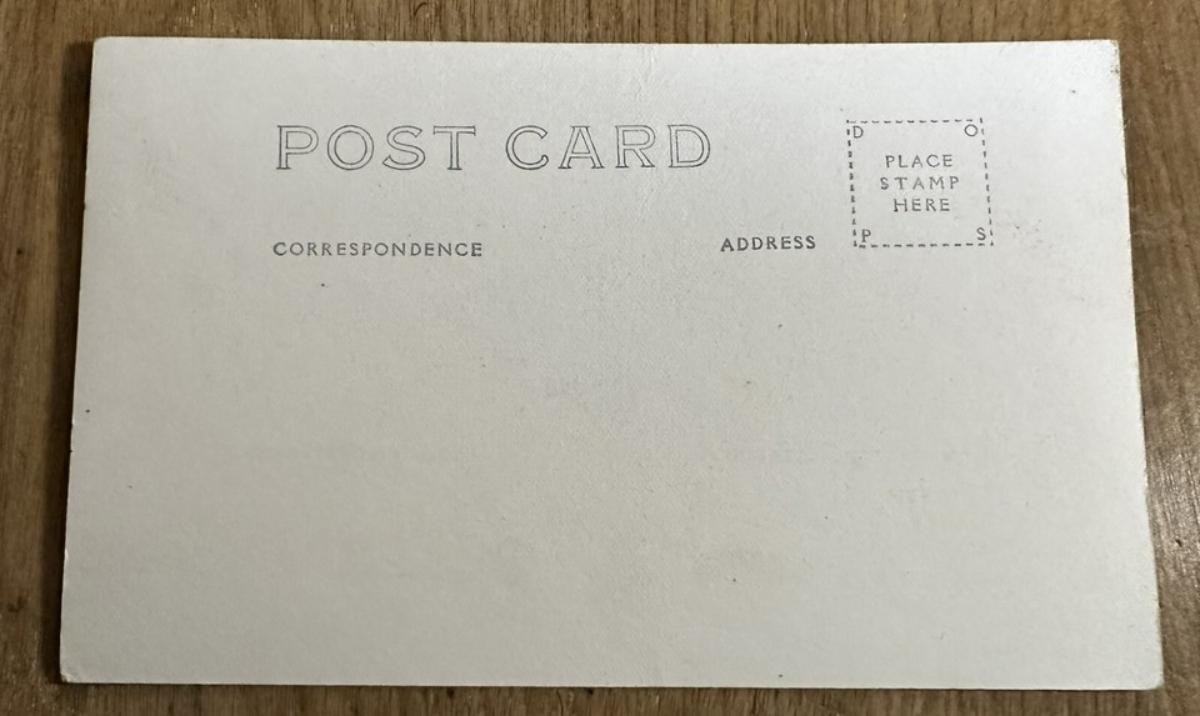 POST CARD
D O
PLACE
STAMP
HERE
P S
CORRESPONDENCE
ADDRESS